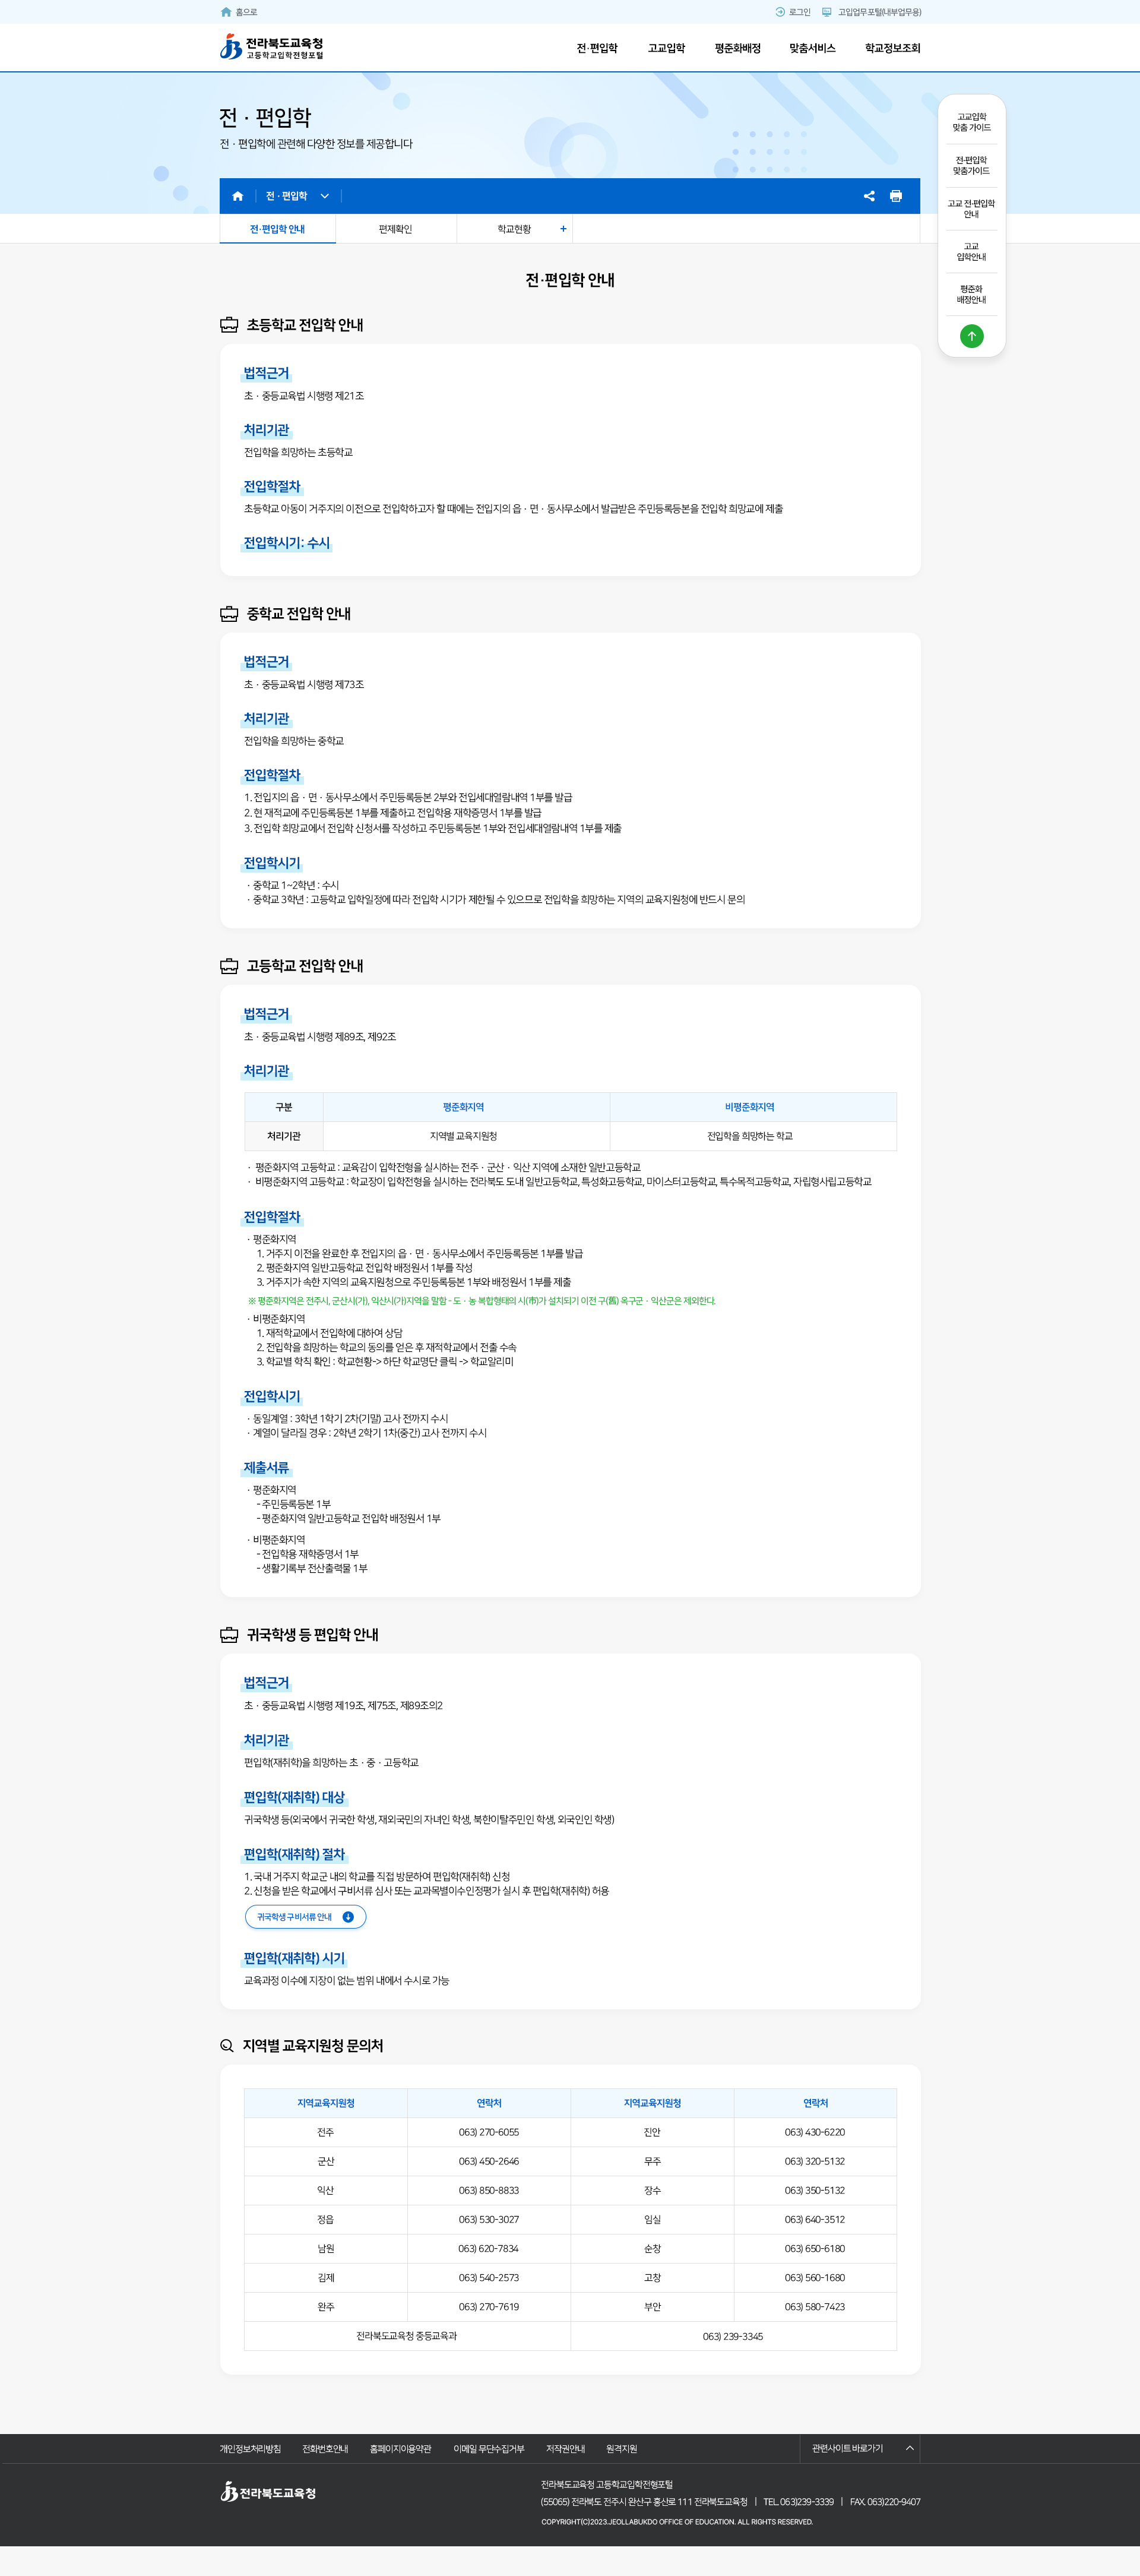 홈으로
로그인
고입업무포털(내부업무용)
전라북도교육청
고등학교입학전형포털
전·편입학
고교입학
평준화배정
맞춤서비스
학교정보조회
전 · 편입학
전 · 편입학에 관련해 다양한 정보를 제공합니다
고교입학
맞춤 가이드
전·편입학
맞춤가이드
고교 전·편입학
안내
고교
입학안내
평준화
배정안내
전 · 편입학
전·편입학 안내
편제확인
학교현황
전·편입학 안내
초등학교 전입학 안내
법적근거
초 · 중등교육법 시행령 제21조
처리기관
전입학을 희망하는 초등학교
전입학절차
초등학교 아동이 거주지의 이전으로 전입학하고자 할 때에는 전입지의 읍 · 면 · 동사무소에서 발급받은 주민등록등본을 전입학 희망교에 제출
전입학시기: 수시
중학교 전입학 안내
법적근거
초 · 중등교육법 시행령 제73조
처리기관
전입학을 희망하는 중학교
전입학절차
1. 전입지의 읍 · 면 · 동사무소에서 주민등록등본 2부와 전입세대열람내역 1부를 발급
2. 현 재적교에 주민등록등본 1부를 제출하고 전입학용 재학증명서 1부를 발급
3. 전입학 희망교에서 전입학 신청서를 작성하고 주민등록등본 1부와 전입세대열람내역 1부를 제출
전입학시기
· 중학교 1~2학년 : 수시
· 중학교 3학년 : 고등학교 입학일정에 따라 전입학 시기가 제한될 수 있으므로 전입학을 희망하는 지역의 교육지원청에 반드시 문의
고등학교 전입학 안내
법적근거
초 · 중등교육법 시행령 제89조, 제92조
처리기관
구분 평준화지역 비평준화지역
처리기관 지역별 교육지원청 전입학을 희망하는 학교
· 평준화지역 고등학교 : 교육감이 입학전형을 실시하는 전주 · 군산 · 익산 지역에 소재한 일반고등학교
· 비평준화지역 고등학교 : 학교장이 입학전형을 실시하는 전라북도 도내 일반고등학교, 특성화고등학교, 마이스터고등학교, 특수목적고등학교, 자립형사립고등학교
전입학절차
· 평준화지역
1. 거주지 이전을 완료한 후 전입지의 읍 · 면 · 동사무소에서 주민등록등본 1부를 발급
2. 평준화지역 일반고등학교 전입학 배정원서 1부를 작성
3. 거주지가 속한 지역의 교육지원청으로 주민등록등본 1부와 배정원서 1부를 제출
※ 평준화지역은 전주시, 군산시(가), 익산시(가)지역을 말함 - 도 · 농 복합형태의 시(市)가 설치되기 이전 구(舊) 옥구군 · 익산군은 제외한다.
· 비평준화지역
1. 재적학교에서 전입학에 대하여 상담
2. 전입학을 희망하는 학교의 동의를 얻은 후 재적학교에서 전출 수속
3. 학교별 학칙 확인 : 학교현황-> 하단 학교명단 클릭 -> 학교알리미
전입학시기
· 동일계열 : 3학년 1학기 2차(기말) 고사 전까지 수시
· 계열이 달라질 경우 : 2학년 2학기 1차(중간) 고사 전까지 수시
제출서류
· 평준화지역
- 주민등록등본 1부
- 평준화지역 일반고등학교 전입학 배정원서 1부
· 비평준화지역
- 전입학용 재학증명서 1부
- 생활기록부 전산출력물 1부
귀국학생 등 편입학 안내
법적근거
초 · 중등교육법 시행령 제19조, 제75조, 제89조의2
처리기관
편입학(재취학)을 희망하는 초 · 중 · 고등학교
편입학(재취학) 대상
귀국학생 등(외국에서 귀국한 학생, 재외국민의 자녀인 학생, 북한이탈주민인 학생, 외국인인 학생)
편입학(재취학) 절차
1. 국내 거주지 학교군 내의 학교를 직접 방문하여 편입학(재취학) 신청
2. 신청을 받은 학교에서 구비서류 심사 또는 교과목별이수인정평가 실시 후 편입학(재취학) 허용
귀국학생 구비서류 안내
편입학(재취학) 시기
교육과정 이수에 지장이 없는 범위 내에서 수시로 가능
지역별 교육지원청 문의처
지역교육지원청 연락처 지역교육지원청 연락처
전주 063) 270-6055 진안 063) 430-6220
군산 063) 450-2646 무주 063) 320-5132
익산 063) 850-8833 장수 063) 350-5132
정읍 063) 530-3027 임실 063) 640-3512
남원 063) 620-7834 순창 063) 650-6180
김제 063) 540-2573 고창 063) 560-1680
완주 063) 270-7619 부안 063) 580-7423
전라북도교육청 중등교육과 063) 239-3345
개인정보처리방침
전화번호안내
홈페이지이용약관
이메일 무단수집거부
저작권안내
원격지원
관련사이트 바로가기
전라북도교육청
전라북도교육청 고등학교입학전형포털
(55065) 전라북도 전주시 완산구 홍산로 111 전라북도교육청 | TEL. 063)239-3339 | FAX. 063)220-9407
COPYRIGHT(C)2023.JEOLLABUKDO OFFICE OF EDUCATION. ALL RIGHTS RESERVED.